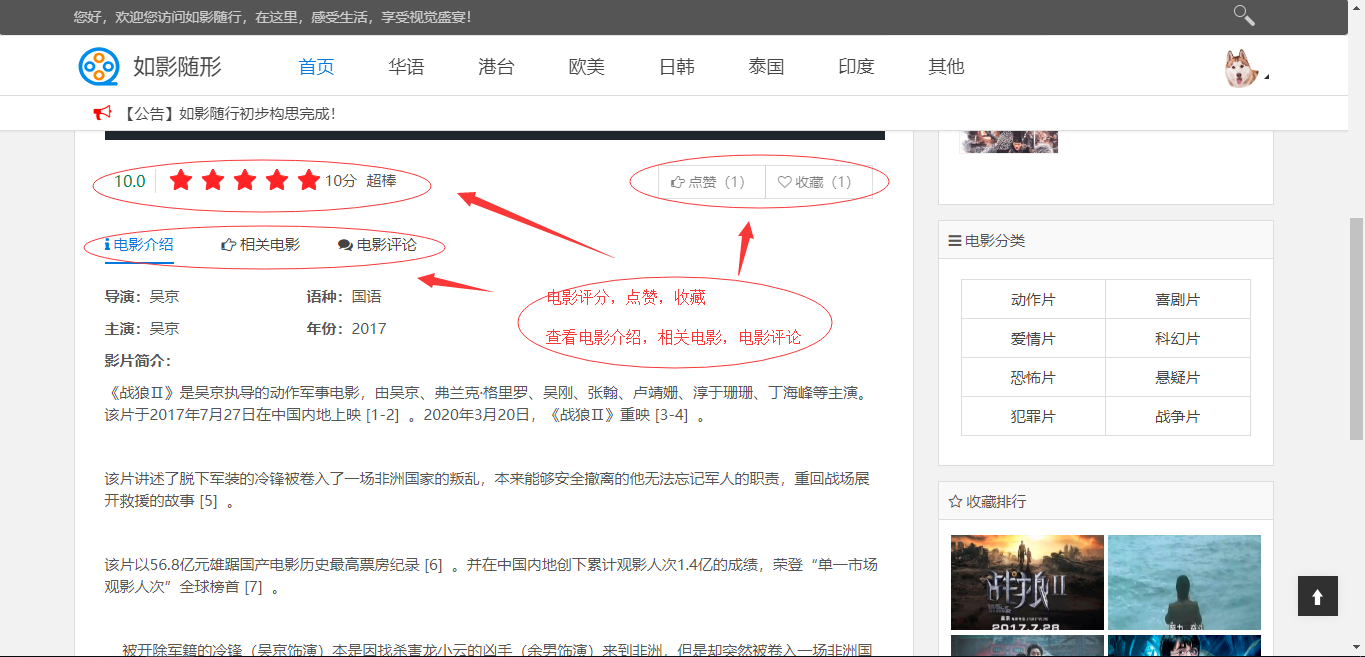 您好，欢迎您访问如影随行，在这里，感受生活，享受视觉盛宴！
如影随形
首页 华语 港台 欧美 日韩 泰国 印度 其他
【公告】如影随行初步构思完成！
10.0 10分 超棒
点赞（1） 收藏（1）
电影介绍 相关电影 电影评论
导演：吴京 语种：国语
主演：吴京 年份：2017
影片简介：
电影评分，点赞，收藏
查看电影介绍，相关电影，电影评论
《战狼Ⅱ》是吴京执导的动作军事电影，由吴京、弗兰克·格里罗、吴刚、张翰、卢靖姗、淳于珊珊、丁海峰等主演。
该片于2017年7月27日在中国内地上映 [1-2] 。2020年3月20日，《战狼Ⅱ》重映 [3-4] 。
该片讲述了脱下军装的冷锋被卷入了一场非洲国家的叛乱，本来能够安全撤离的他无法忘记军人的职责，重回战场展
开救援的故事 [5] 。
该片以56.8亿元雄踞国产电影历史最高票房纪录 [6] 。并在中国内地创下累计观影人次1.4亿的成绩，荣登“单一市场
观影人次”全球榜首 [7] 。
被开除军籍的冷锋（吴京饰演）本是因找杀害龙小云的凶手（余男饰演）来到非洲，但是却突然被卷入一场非洲国
电影分类
动作片 喜剧片
爱情片 科幻片
恐怖片 悬疑片
犯罪片 战争片
收藏排行
战狼II
2017.7.28